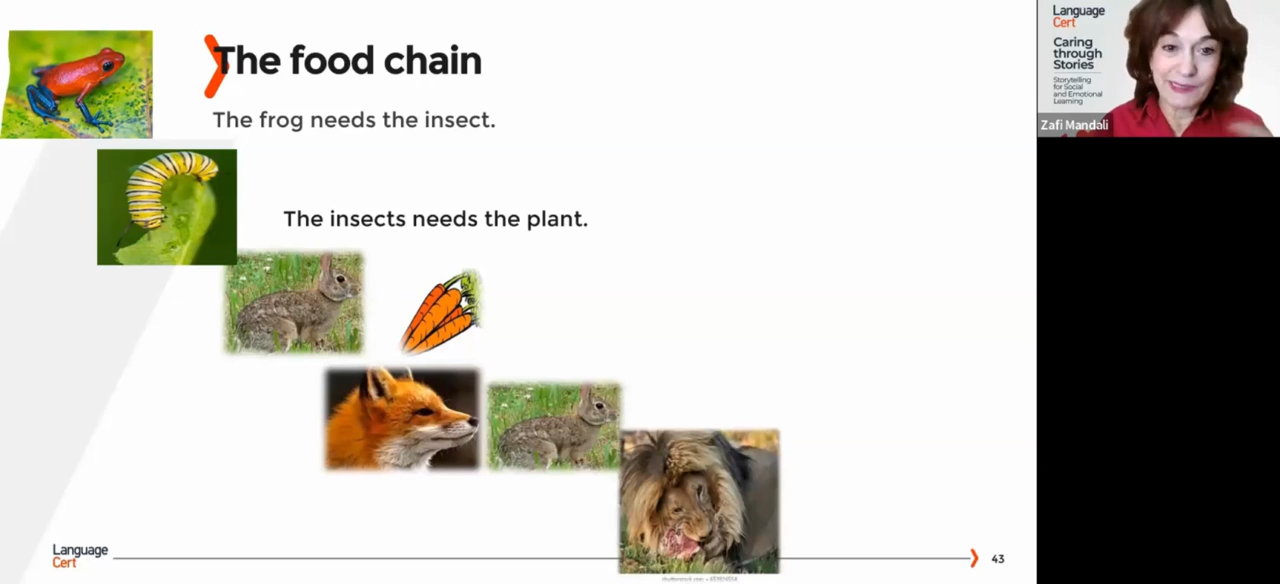 The food chain
The frog needs the insect.
The insects needs the plant.
Language
Cert
43
Language
Cert
Caring
through
Stories
Storytelling
for Social
and Emotional
Learning
Zafi Mandali